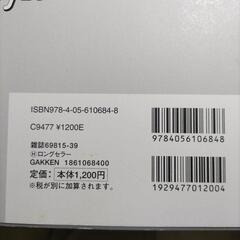 ISBN978-4-05-610684-8
C9477 ¥1200E
雑誌69815-39
Ⓗロングセラー
GAKKEN 1861068400
定価：本体1,200円
※税が別に加算されます。
9784056106848
1929477012004